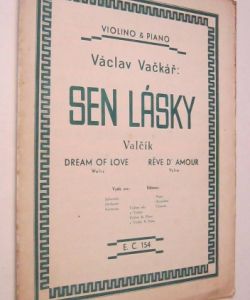 VIOLINO & PIANO
Václav Vačkář:
SEN LÁSKY
Valčík
DREAM OF LOVE
Waltz
RÊVE D' AMOUR
Valse
E. C. 154